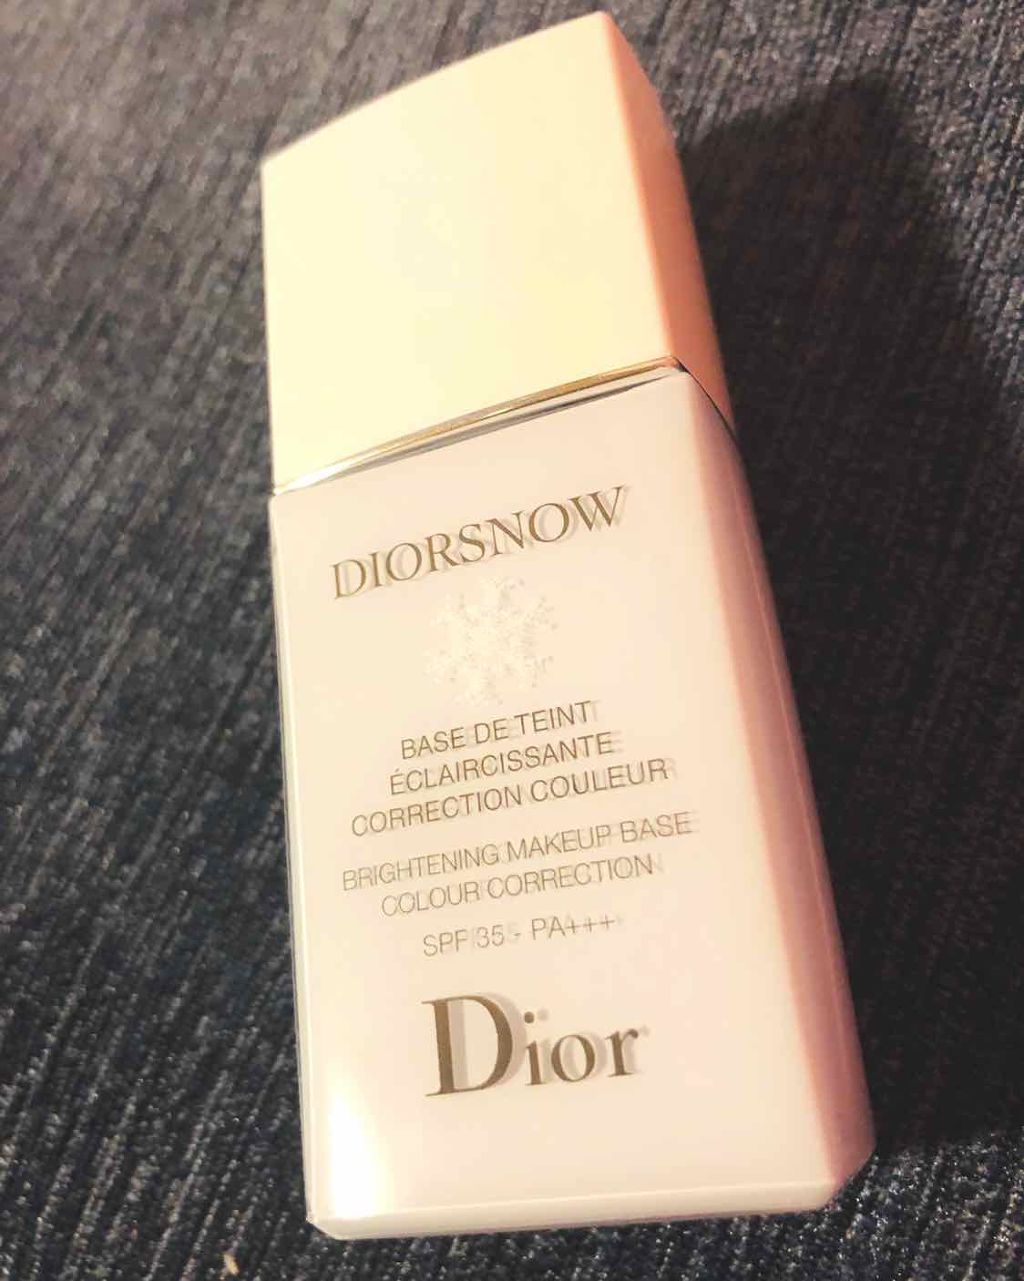 DIORSNOW
BASE DE TEINT
ÉCLAIRCISSANTE
CORRECTION COULEUR
BRIGHTENING MAKEUP BASE
COLOUR CORRECTION
SPF 35 - PA+++
Dior